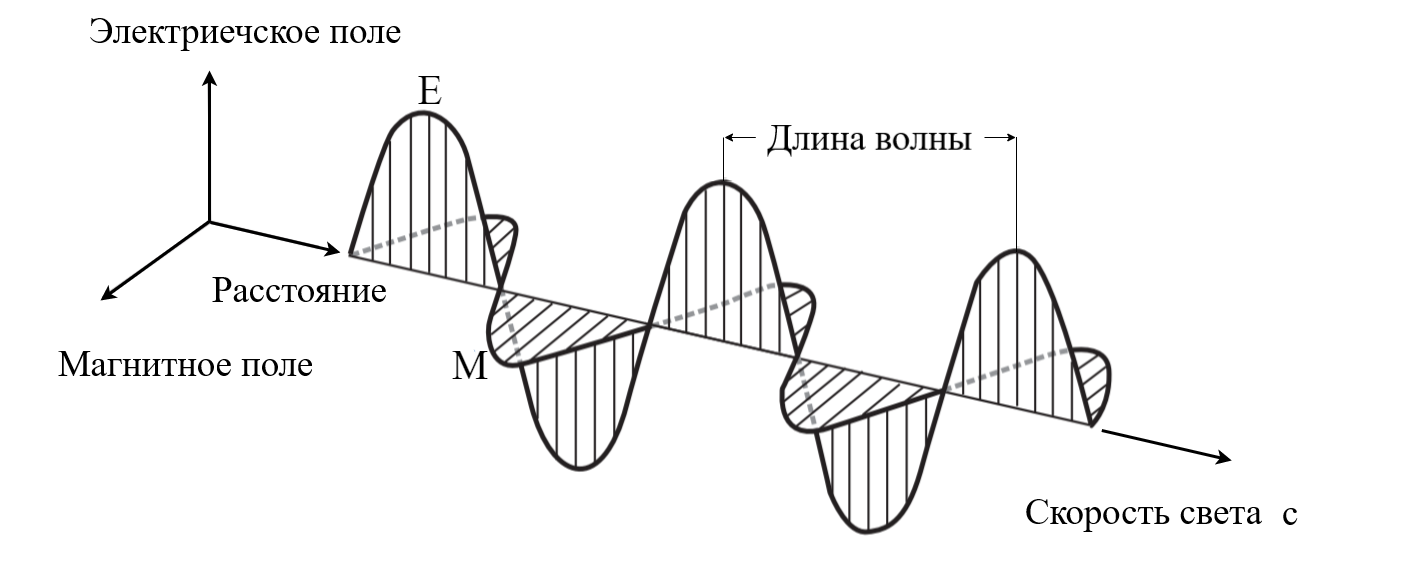 Электриечское поле
E
Длина волны
Расстояние
Магнитное поле
M
Скорость света c